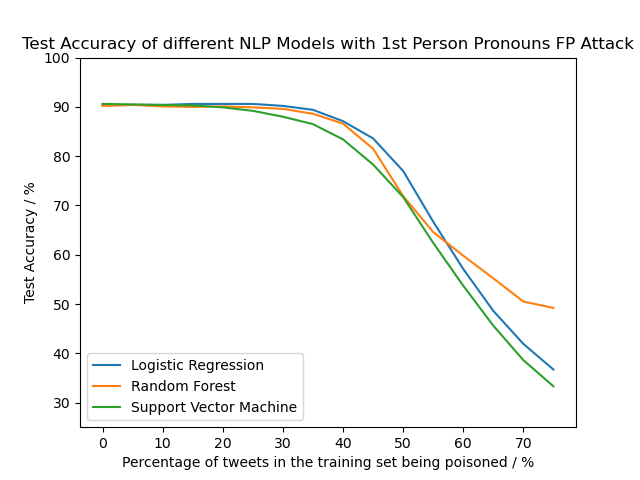 Test Accuracy of different NLP Models with 1st Person Pronouns FP Attack
100
90
80
70
60
50
40
30
Test Accuracy / %
Logistic Regression
Random Forest
Support Vector Machine
0 10 20 30 40 50 60 70
Percentage of tweets in the training set being poisoned / %